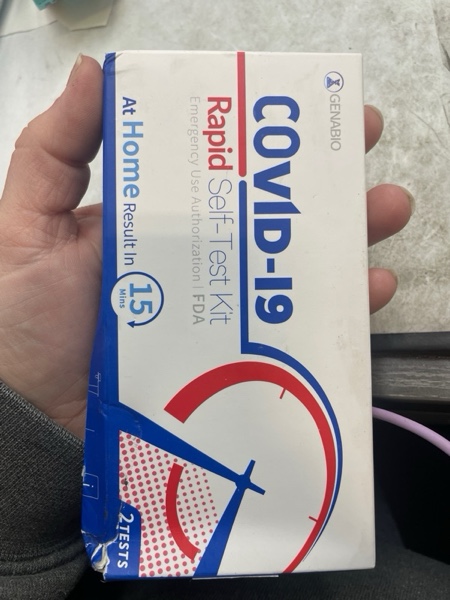 GENABIO
COVID-19
Rapid Self-Test Kit
Emergency Use Authorization | FDA
At Home Result In 15 Mins
2 TESTS